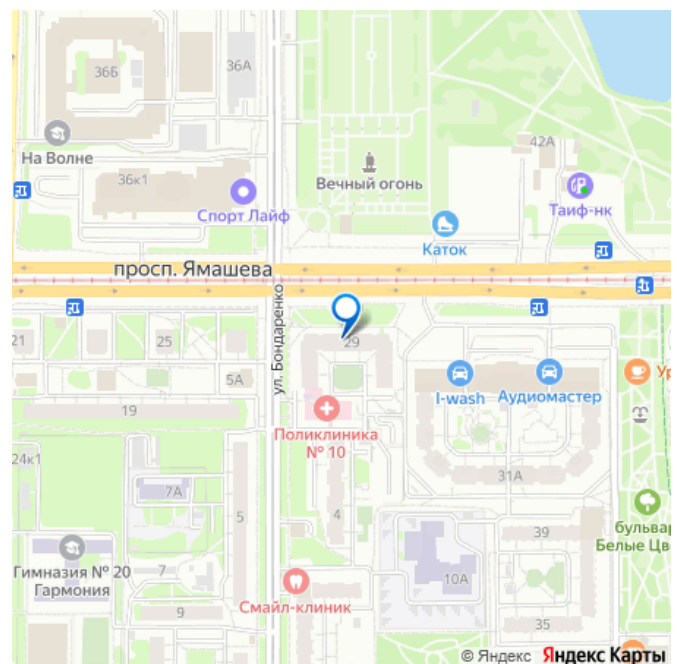 36Б
36А
На Волне
36к1
Спорт Лайф
Вечный огонь
42А
Таиф-нк
Каток
просп. Ямашева
ул. Бондаренко
21
25
29
5А
I-wash
Аудиомастер
Ур
19
Поликлиника
№ 10
24к1
7А
5
4
31А
39
бульвар
Белые Цв
Гимназия № 20
Гармония
7
10А
Смайл-клиник
9
35
© Яндекс Яндекс Карты